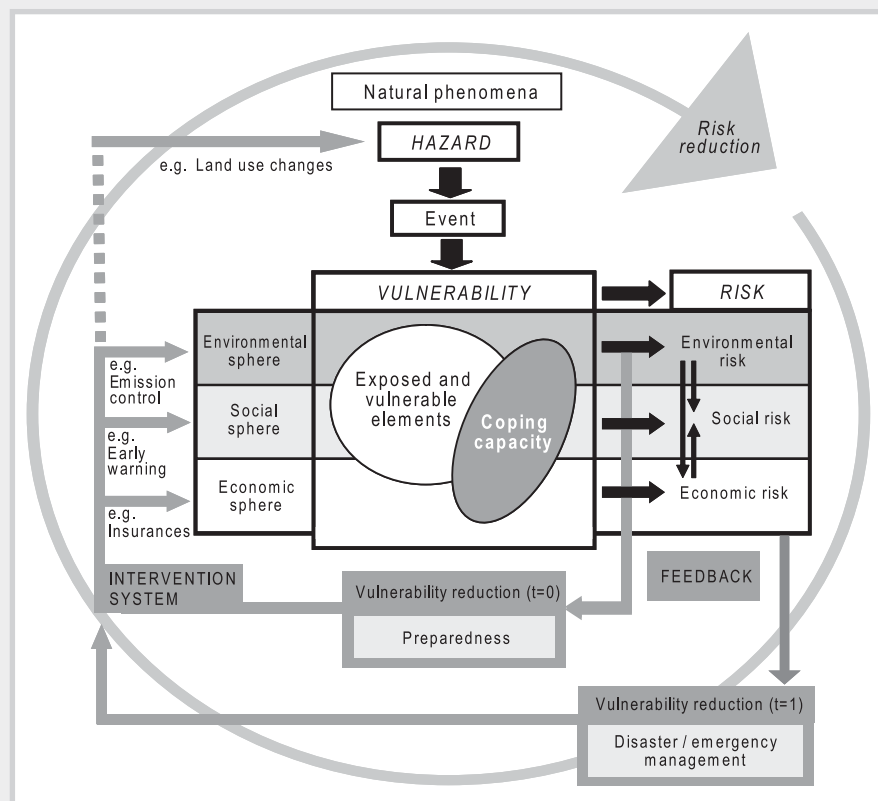 Natural phenomena
HAZARD
Risk
reduction
e.g. Land use changes
Event
VULNERABILITY
RISK
Environmental
sphere
Environmental
risk
e.g.
Emission
control
Exposed and
vulnerable
elements
Social
sphere
Coping
capacity
Social risk
e.g.
Early
warning
Economic
sphere
Economic risk
e.g.
Insurances
INTERVENTION
SYSTEM
Vulnerability reduction (t=0)
FEEDBACK
Preparedness
Vulnerability reduction (t=1)
Disaster / emergency
management